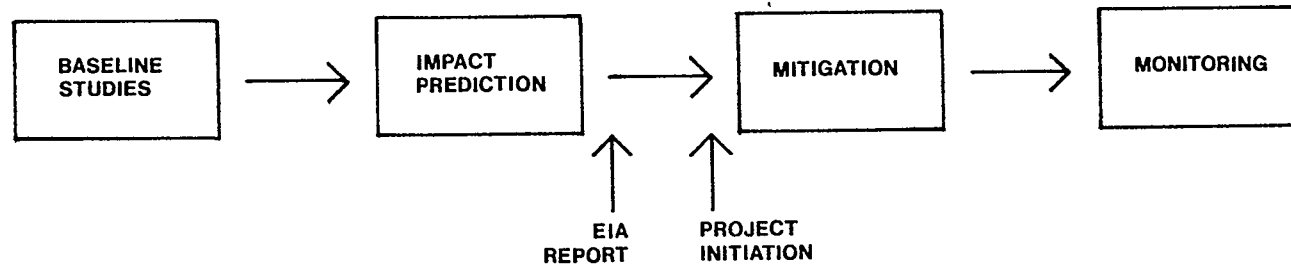 BASELINE
STUDIES
IMPACT
PREDICTION
MITIGATION
MONITORING
EIA
REPORT
PROJECT
INITIATION